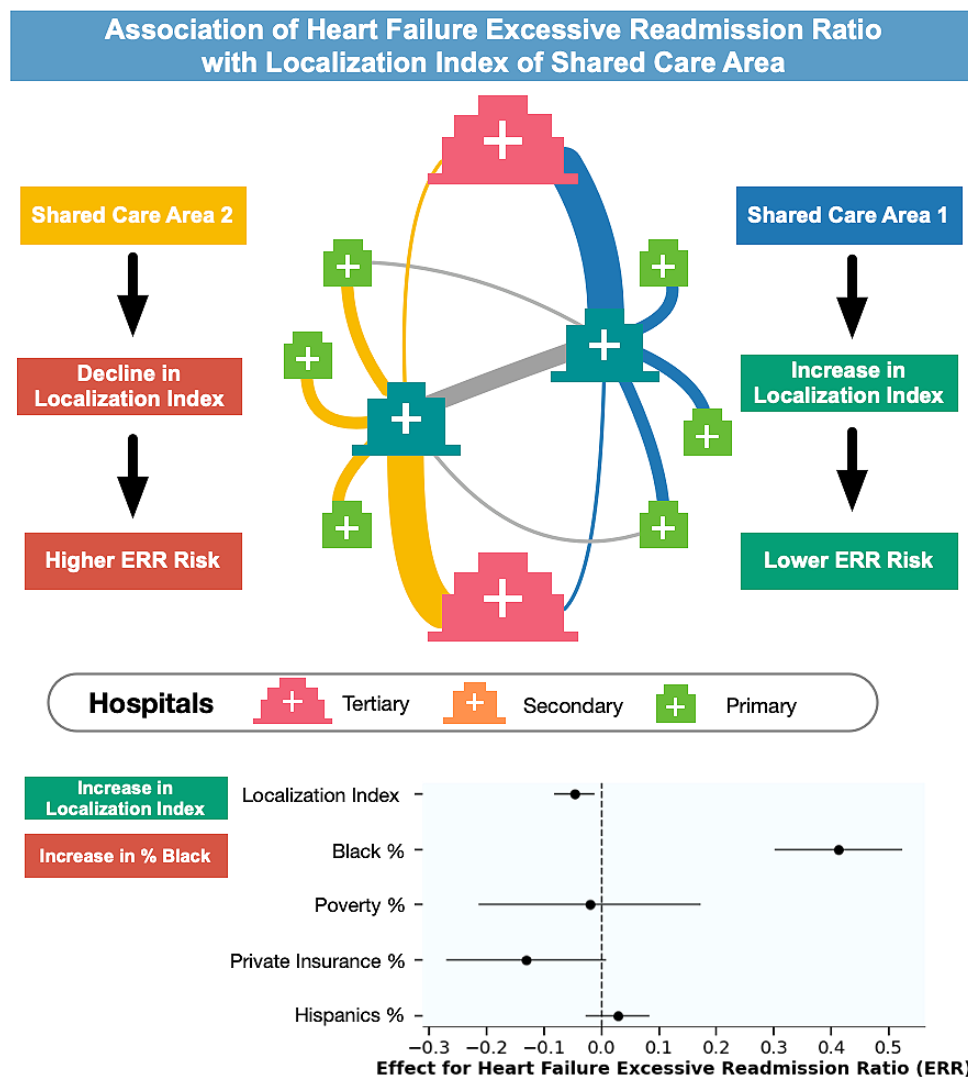 Association of Heart Failure Excessive Readmission Ratio
with Localization Index of Shared Care Area
Shared Care Area 2
Shared Care Area 1
Decline in
Localization Index
Increase in
Localization Index
Higher ERR Risk
Lower ERR Risk
Hospitals
Tertiary
Secondary
Primary
Increase in
Localization Index
Increase in % Black
Localization Index
Black %
Poverty %
Private Insurance %
Hispanics %
−0.3 −0.2 −0.1 0.0 0.1 0.2 0.3 0.4 0.5
Effect for Heart Failure Excessive Readmission Ratio (ERR)